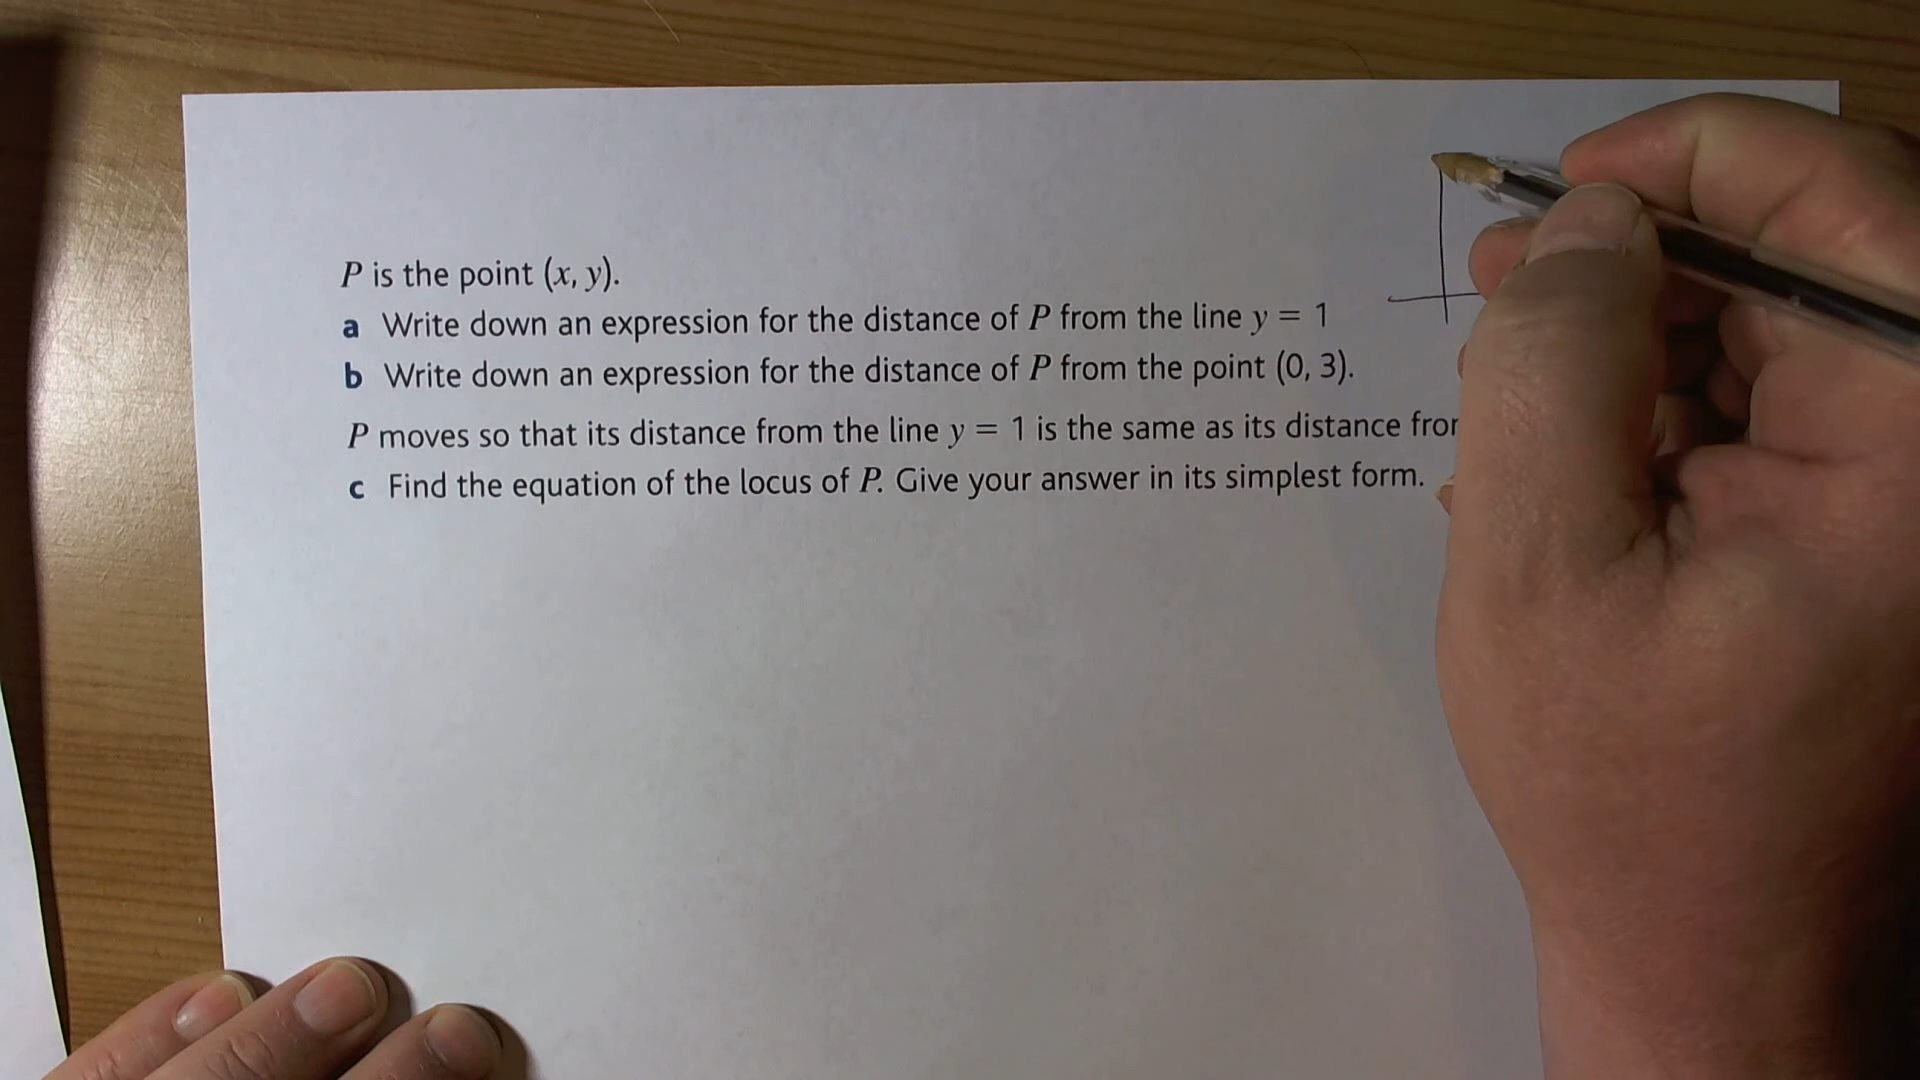 P is the point (x, y).
a Write down an expression for the distance of P from the line y = 1
b Write down an expression for the distance of P from the point (0, 3).
P moves so that its distance from the line y = 1 is the same as its distance
c Find the equation of the locus of P. Give your answer in its simplest form.